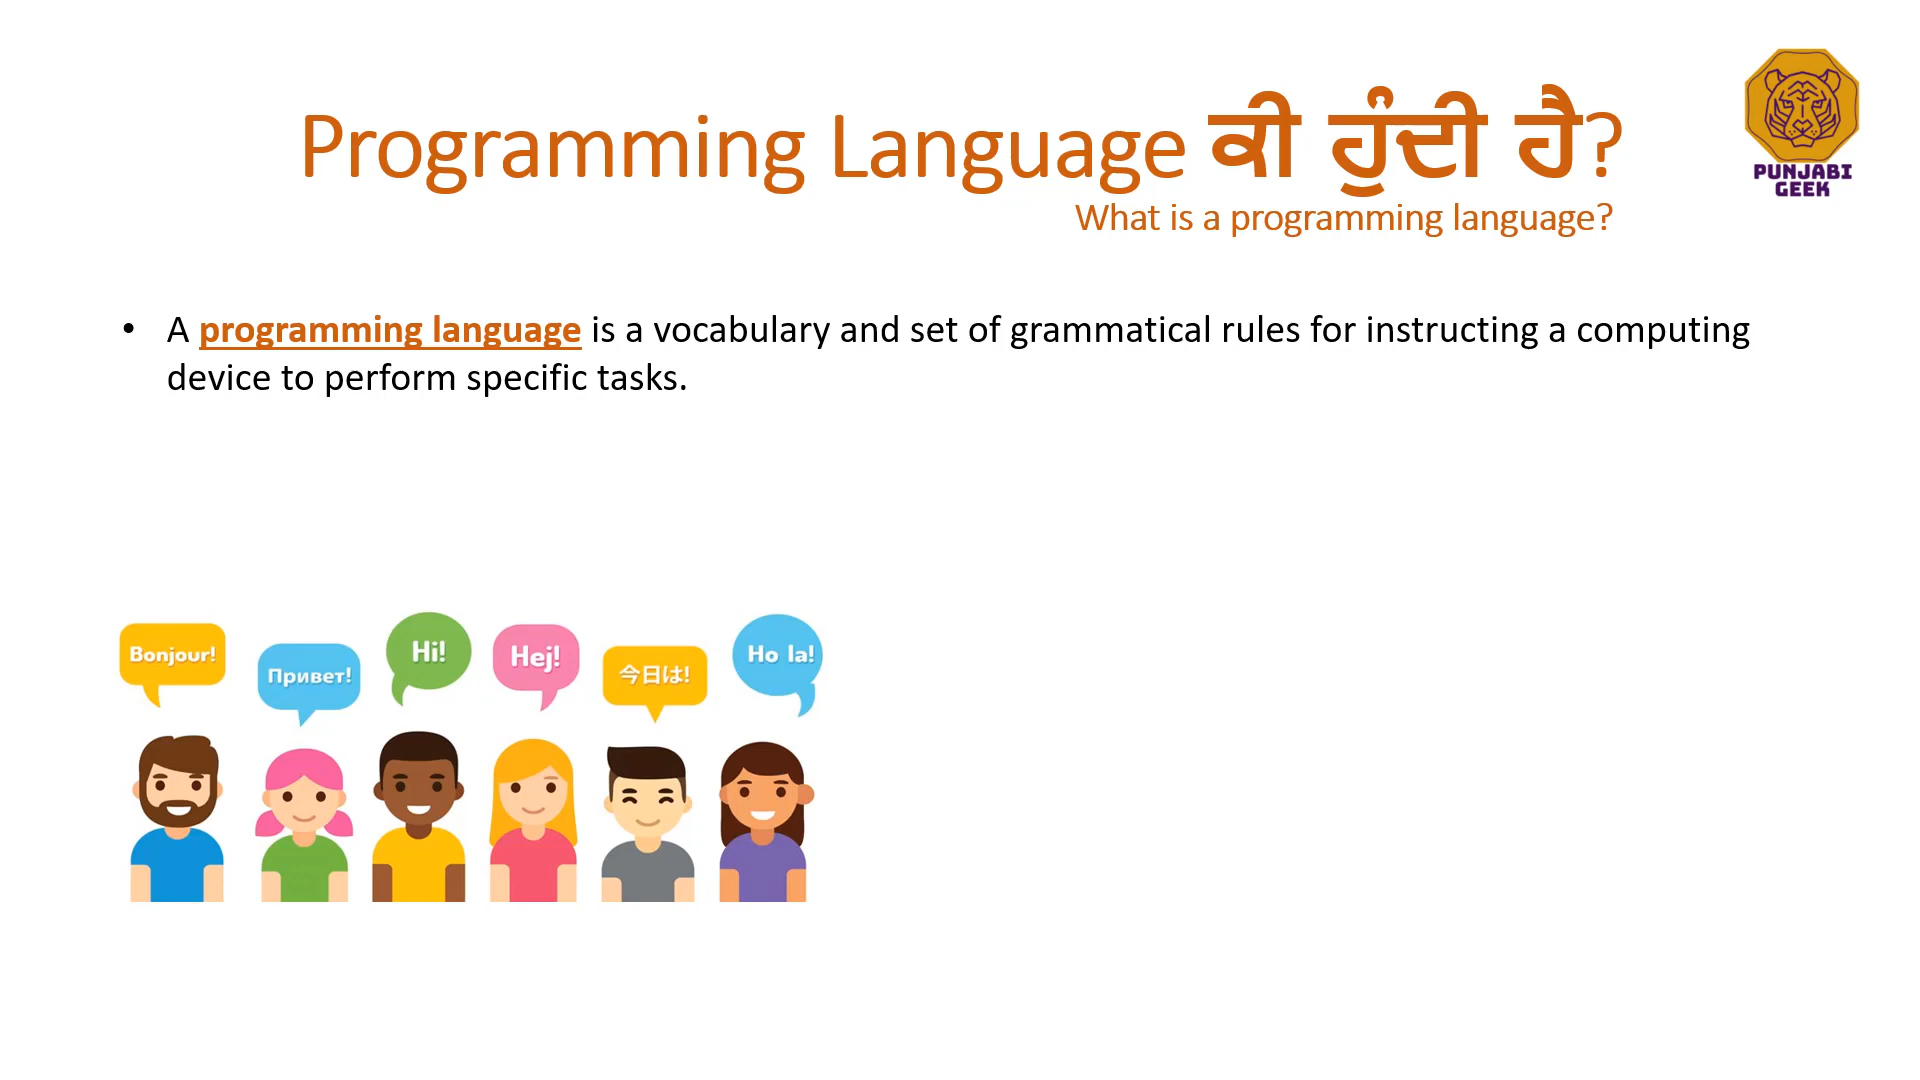 Programming Language ਕੀ ਹੁੰਦੀ ਹੈ?
What is a programming language?
PUNJABI
GEEK
• A programming language is a vocabulary and set of grammatical rules for instructing a computing
device to perform specific tasks.
Bonjour!
Привет!
Hi!
Hej!
今日は!
Ho la!